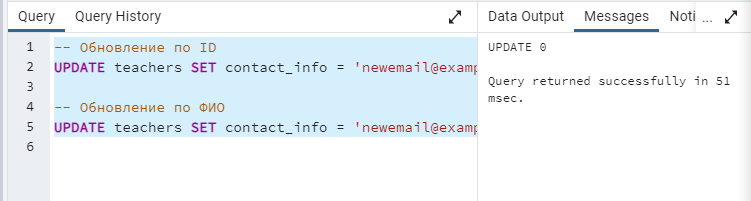 Query
Query History
1
-- Обновление по ID
2
UPDATE teachers SET contact_info = 'newemail@examp
3
4
-- Обновление по ФИО
5
UPDATE teachers SET contact_info = 'newemail@examp
6
Data Output
Messages
Noti
...
UPDATE 0
Query returned successfully in 51
msec.